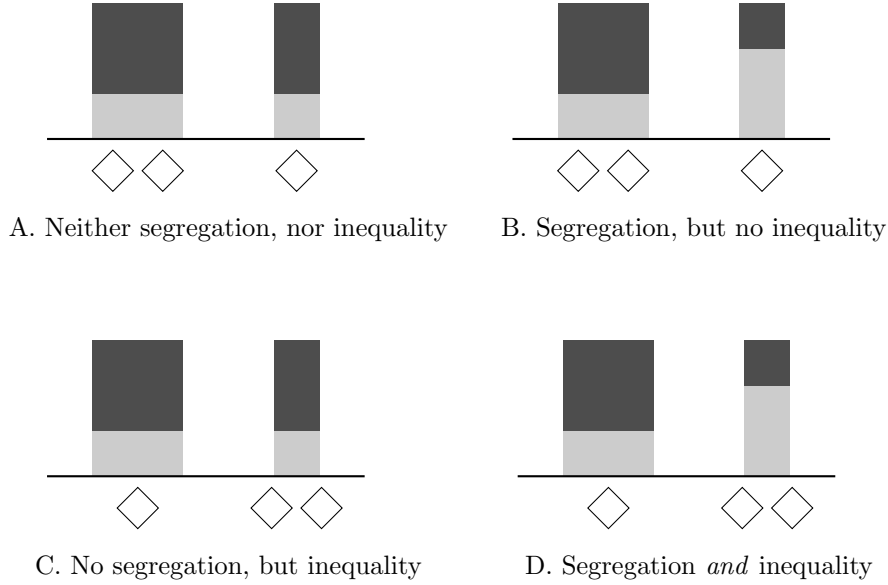 A. Neither segregation, nor inequality
B. Segregation, but no inequality
C. No segregation, but inequality
D. Segregation and inequality